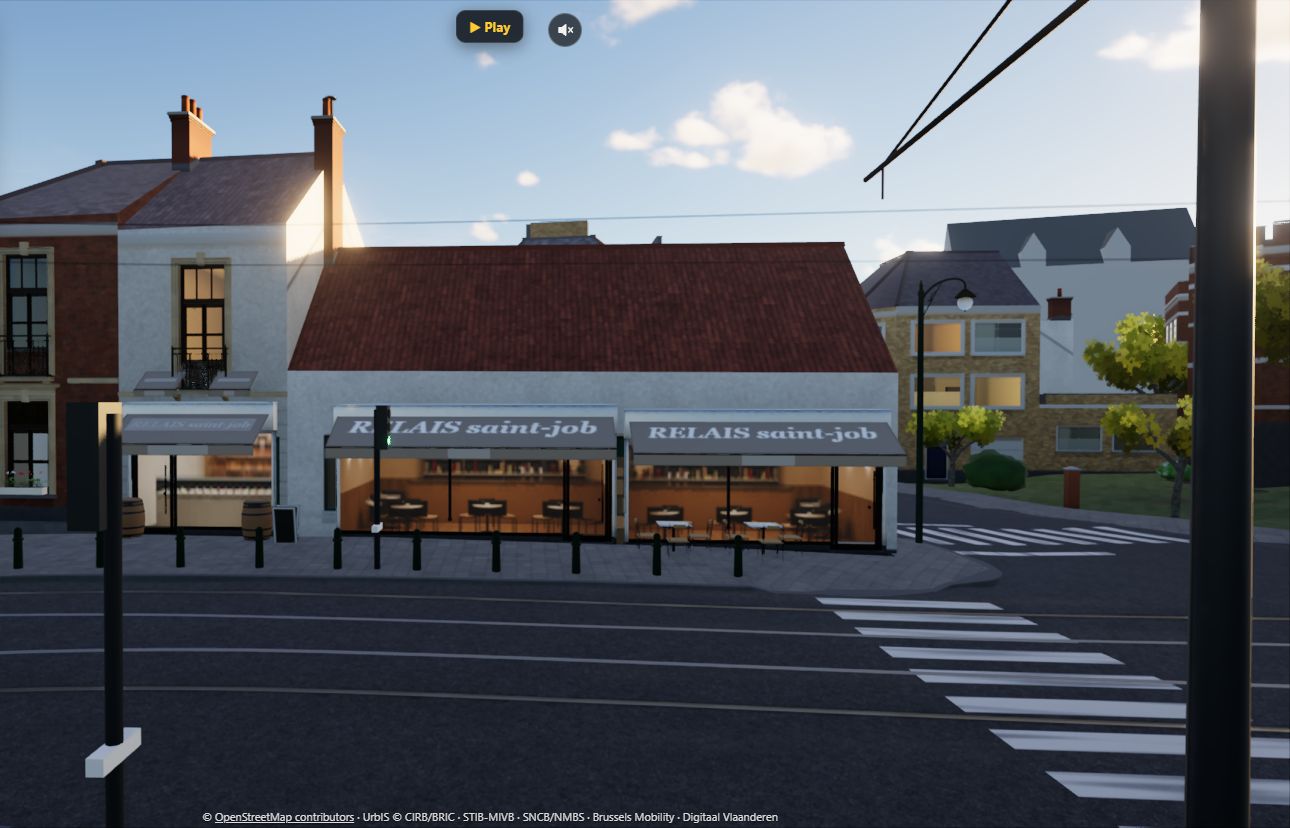 Play
RELAIS saint-job
RELAIS saint-job
RELAIS saint-job
© OpenStreetMap contributors · UrbIS © CIRB/BRIC · STIB-MIVB · SNCB/NMBS · Brussels Mobility · Digitaal Vlaanderen